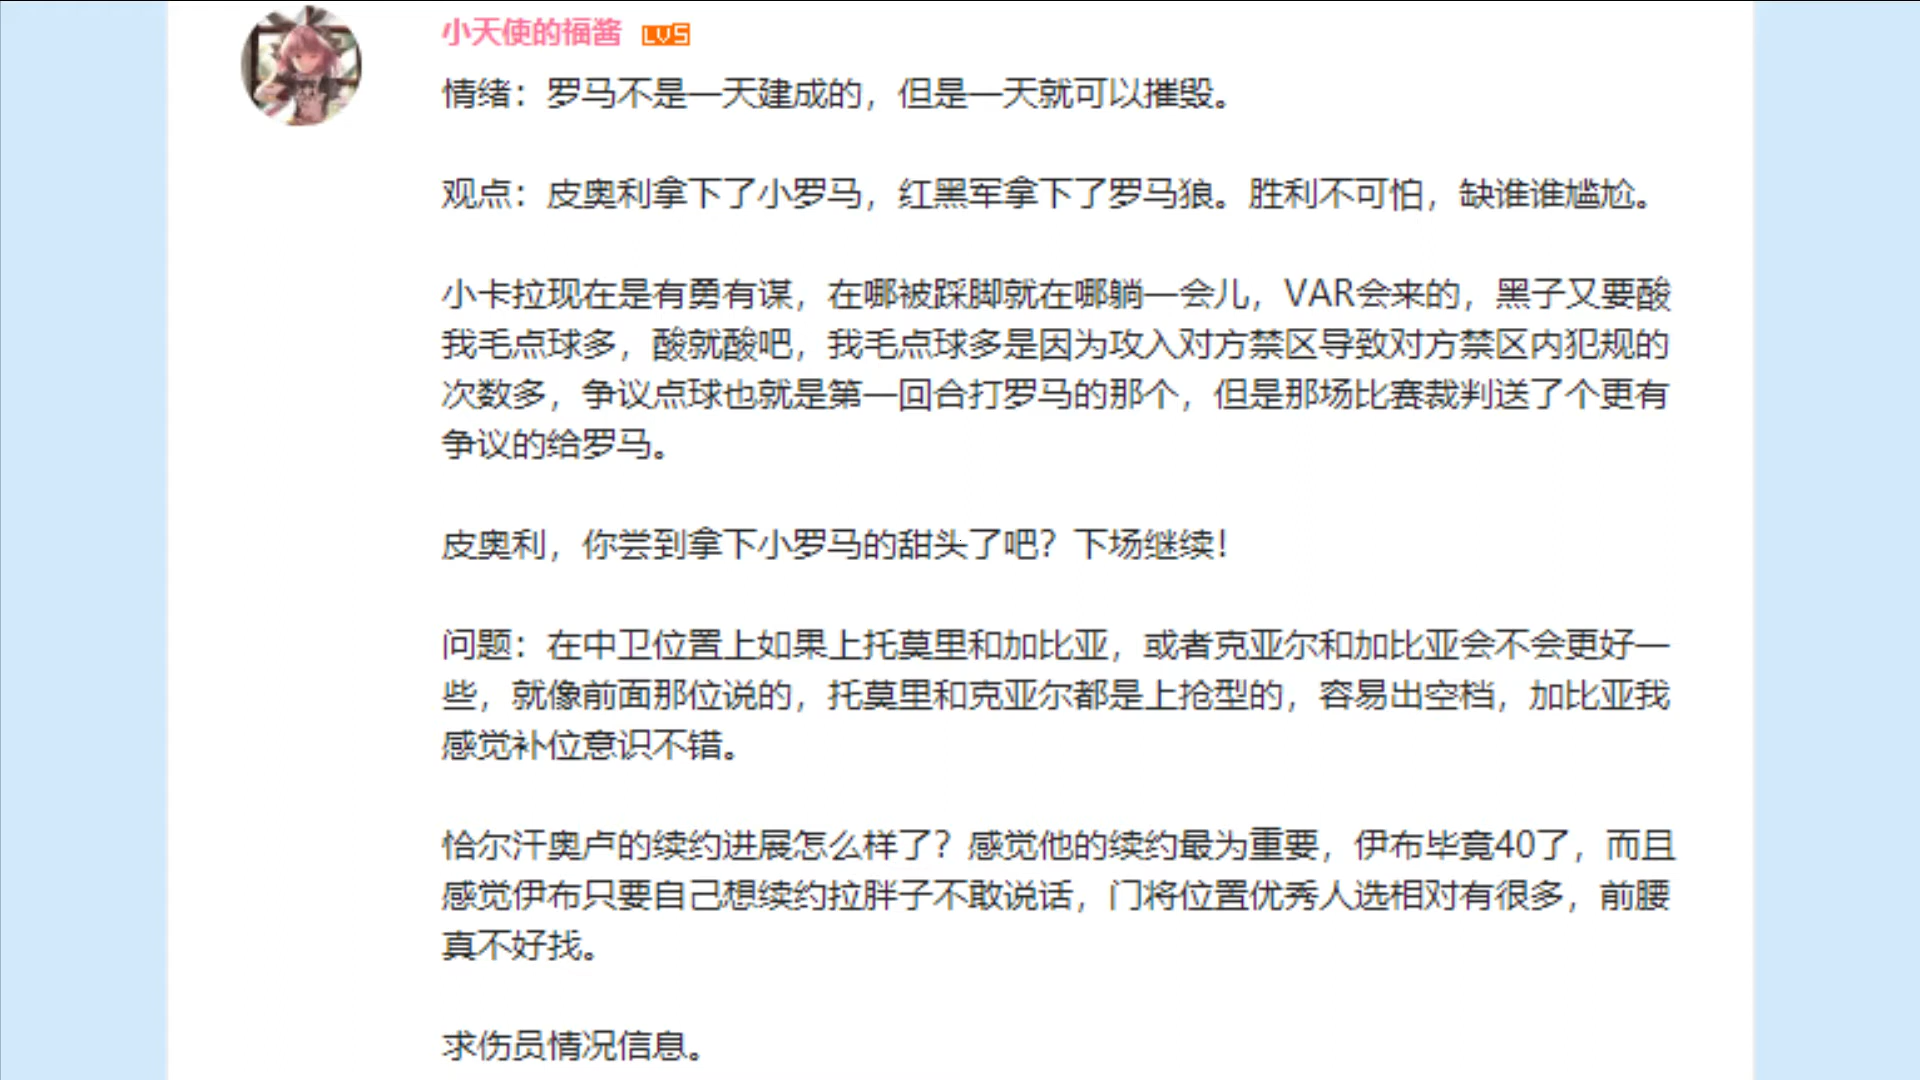 小天使的福酱 LV5
情绪：罗马不是一天建成的，但是一天就可以摧毁。
观点：皮奥利拿下了小罗马，红黑军拿下了罗马狼。胜利不可怕，缺谁谁尴尬。
小卡拉现在是有勇有谋，在哪被踩脚就在哪躺一会儿，VAR会来的，黑子又要酸
我毛点球多，酸就酸吧，我毛点球多是因为攻入对方禁区导致对方禁区内犯规的
次数多，争议点球也就是第一回合打罗马的那个，但是那场比赛裁判送了个更有
争议的给罗马。
皮奥利，你尝到拿下小罗马的甜头了吧？下场继续！
问题：在中卫位置上如果上托莫里和加比亚，或者克亚尔和加比亚会不会更好一
些，就像前面那位说的，托莫里和克亚尔都是上抢型的，容易出空档，加比亚我
感觉补位意识不错。
恰尔汗奥卢的续约进展怎么样了？感觉他的续约最为重要，伊布毕竟40了，而且
感觉伊布只要自己想续约拉胖子不敢说话，门将位置优秀人选相对有很多，前腰
真不好找。
求伤员情况信息。